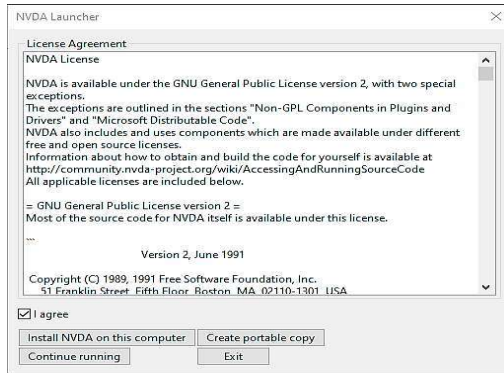 NVDA Launcher
License Agreement
NVDA License
NVDA is available under the GNU General Public License version 2, with two special
exceptions.
The exceptions are outlined in the sections "Non-GPL Components in Plugins and
Drivers" and "Microsoft Distributable Code".
NVDA also includes and uses components which are made available under different
free and open source licenses.
Information about how to obtain and build the code for yourself is available at
http://community.nvda-project.org/wiki/AccessingAndRunningSourceCode
All applicable licenses are included below.
= GNU General Public License version 2 =
Most of the source code for NVDA itself is available under this license.
```
Version 2, June 1991
Copyright (C) 1989, 1991 Free Software Foundation, Inc.
51 Franklin Street, Fifth Floor, Boston, MA 02110-1301, USA
I agree
Install NVDA on this computer
Create portable copy
Continue running
Exit